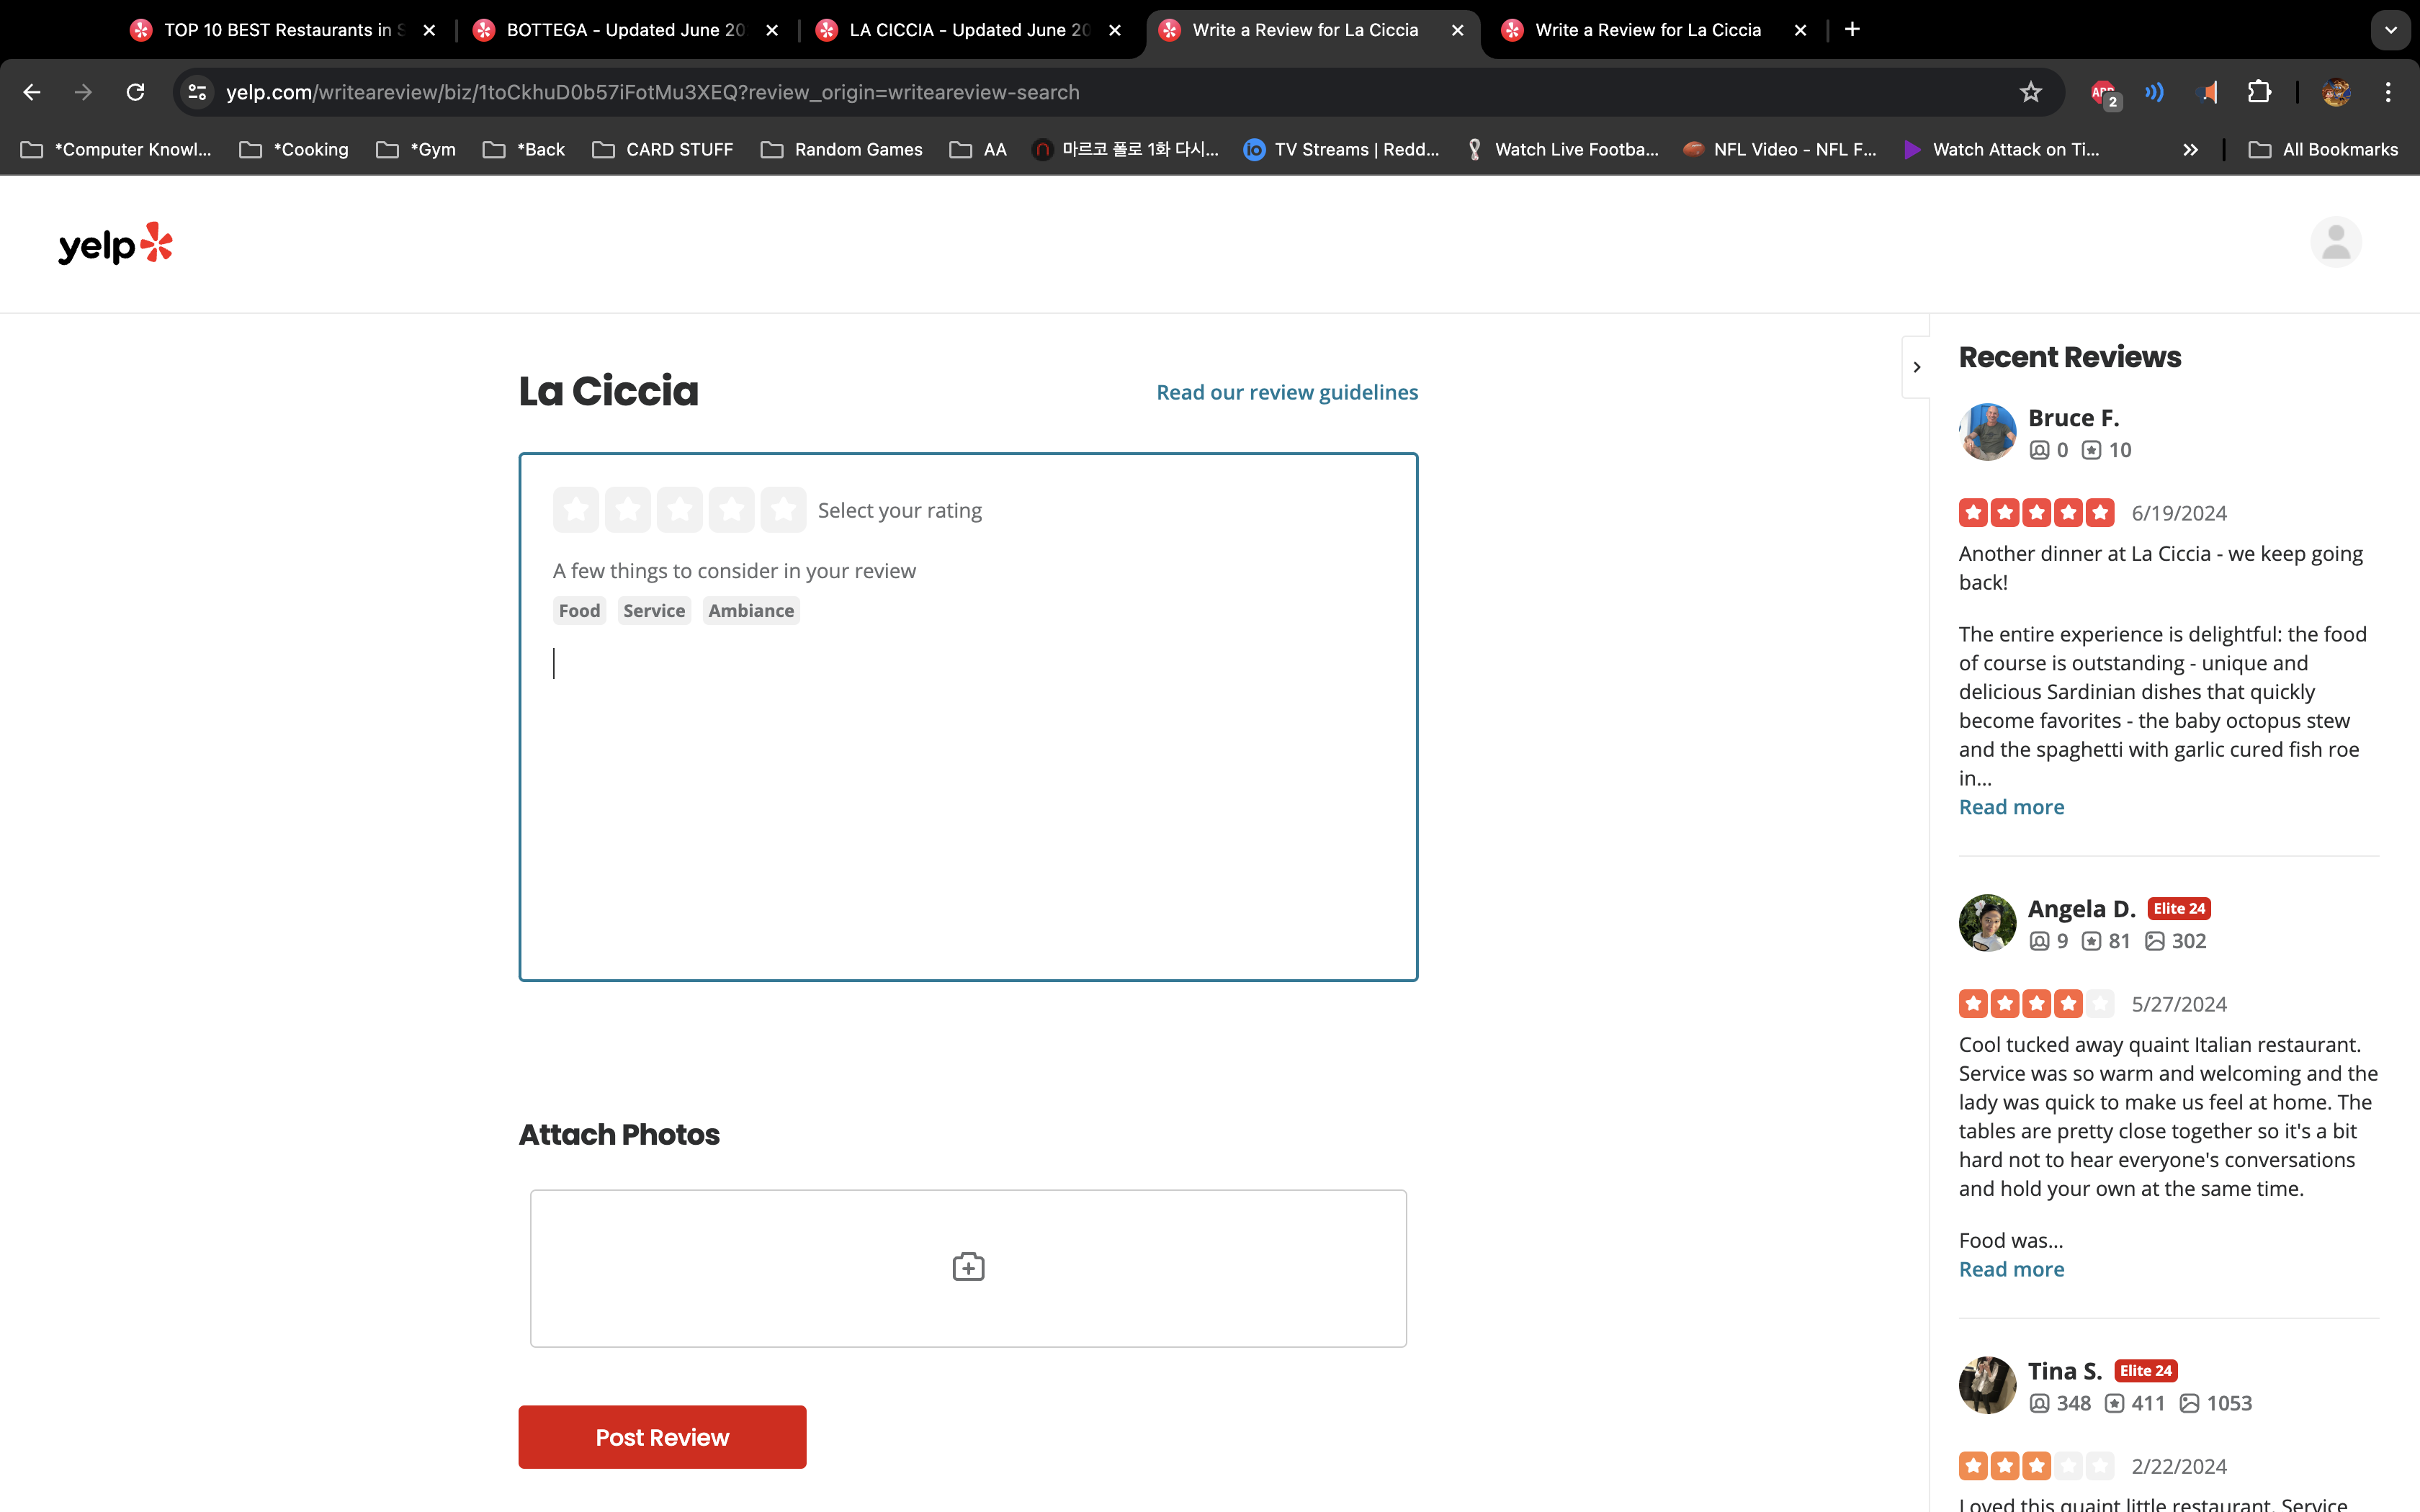 TOP 10 BEST Restaurants in S
BOTTEGA - Updated June 20
LA CICCIA - Updated June 20
Write a Review for La Ciccia
Write a Review for La Ciccia
yelp.com/writeareview/biz/1toCkhuD0b57iFotMu3XEQ?review_origin=writeareview-search
ABP
2
*Computer Knowl...
*Cooking
*Gym
*Back
CARD STUFF
Random Games
AA
마르코 폴로 1화 다시...
TV Streams | Redd...
Watch Live Footba...
NFL Video - NFL F...
Watch Attack on Ti...
All Bookmarks
yelp
La Ciccia
Read our review guidelines
Select your rating
A few things to consider in your review
Food
Service
Ambiance
Attach Photos
Post Review
Recent Reviews
Bruce F.
0 10
6/19/2024
Another dinner at La Ciccia - we keep going
back!
The entire experience is delightful: the food
of course is outstanding - unique and
delicious Sardinian dishes that quickly
become favorites - the baby octopus stew
and the spaghetti with garlic cured fish roe
in...
Read more
Angela D. Elite 24
9 81 302
5/27/2024
Cool tucked away quaint Italian restaurant.
Service was so warm and welcoming and the
lady was quick to make us feel at home. The
tables are pretty close together so it's a bit
hard not to hear everyone's conversations
and hold your own at the same time.
Food was...
Read more
Tina S. Elite 24
348 411 1053
2/22/2024
Loved this quaint little restaurant. Service